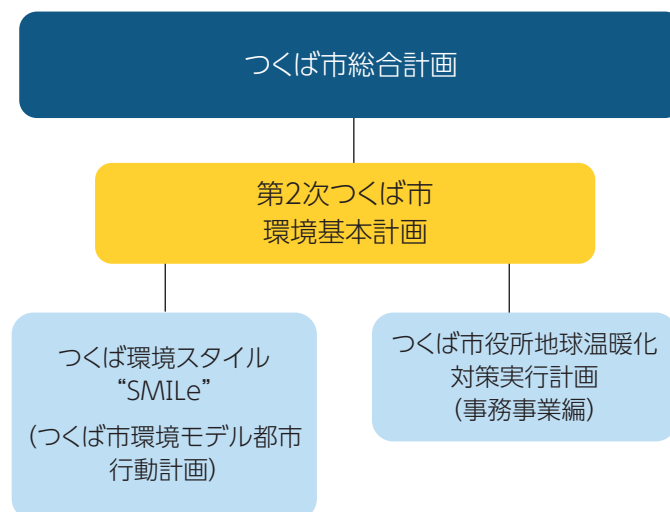 つくば市総合計画
第2次つくば市
環境基本計画
つくば環境スタイル
“SMILe”
(つくば市環境モデル都市
行動計画)
つくば市役所地球温暖化
対策実行計画
(事務事業編)